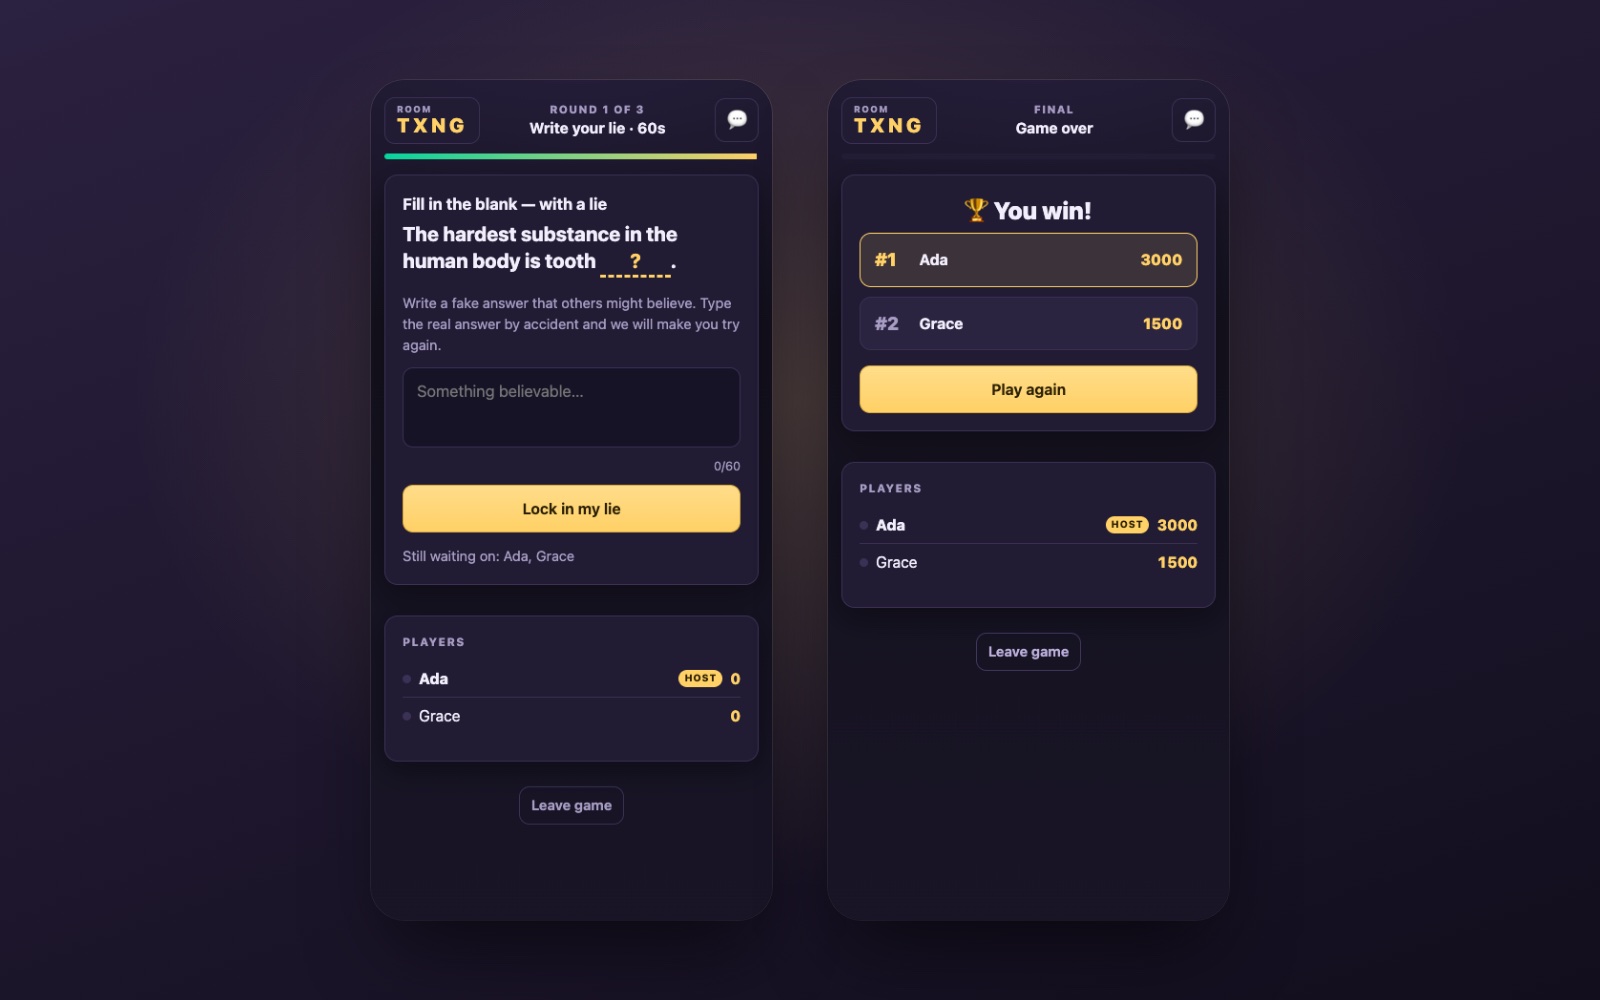 ROOM
TXNG
ROUND 1 OF 3
Write your lie · 60s
Fill in the blank — with a lie
The hardest substance in the
human body is tooth ? .
Write a fake answer that others might believe. Type
the real answer by accident and we will make you try
again.
Something believable...
0/60
Lock in my lie
Still waiting on: Ada, Grace
PLAYERS
Ada HOST 0
Grace 0
Leave game
ROOM
TXNG
FINAL
Game over
🏆 You win!
#1 Ada 3000
#2 Grace 1500
Play again
PLAYERS
Ada HOST 3000
Grace 1500
Leave game